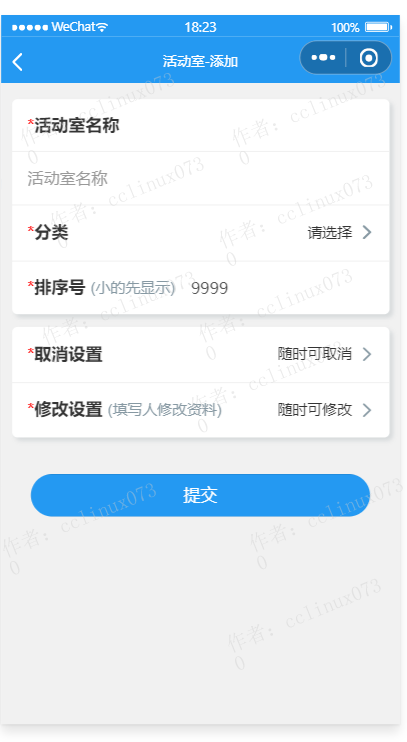 WeChat 18:23 100%
活动室-添加
*活动室名称
活动室名称
*分类 请选择
*排序号 (小的先显示) 9999
*取消设置 随时可取消
*修改设置 (填写人修改资料) 随时可修改
提交
作者：cclinux0730
作者：cclinux0730
作者：cclinux0730
作者：cclinux0730
作者：cclinux0730
作者：cclinux0730
作者：cclinux0730
作者：cclinux0730
作者：cclinux0730
作者：cclinux0730